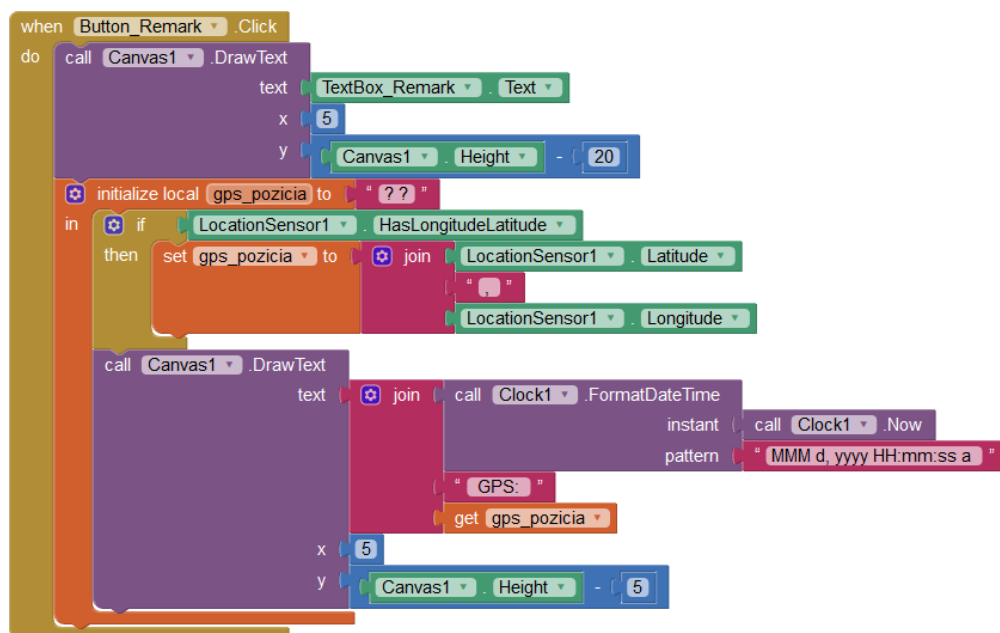 when Button_Remark .Click
do call Canvas1 .DrawText
text TextBox_Remark . Text
x 5
y Canvas1 . Height - 20
initialize local gps_pozicia to " ? ? "
in if LocationSensor1 . HasLongitudeLatitude
then set gps_pozicia to join LocationSensor1 . Latitude
" , "
LocationSensor1 . Longitude
call Canvas1 .DrawText
text join call Clock1 .FormatDateTime
instant call Clock1 .Now
pattern " MMM d, yyyy HH:mm:ss a "
" GPS: "
get gps_pozicia
x 5
y Canvas1 . Height - 5